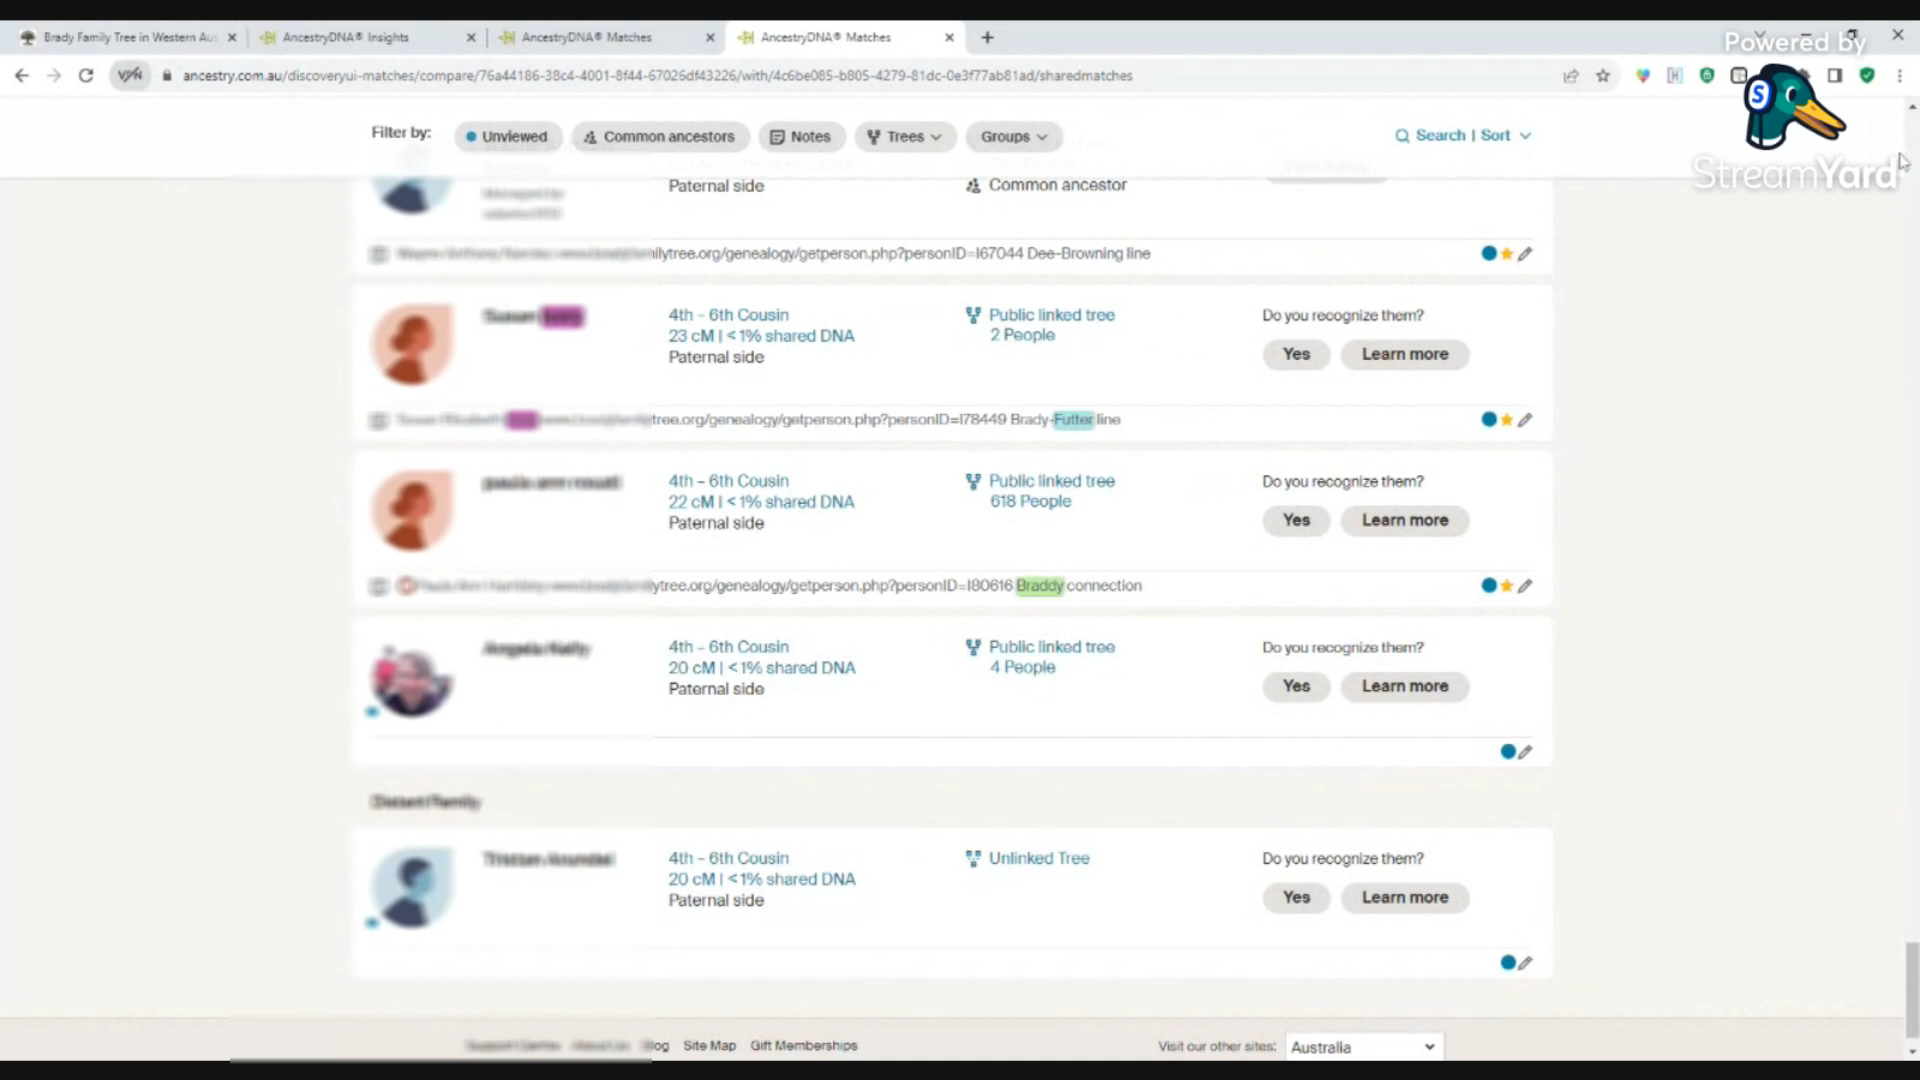 Brady Family Tree in Western Aus
AncestryDNA® Insights
AncestryDNA® Matches
AncestryDNA® Matches
VPN
ancestry.com.au/discoveryui-matches/compare/76a44186-38c4-4001-8f44-67026df43226/with/4c6be085-b805-4279-81dc-0e3f77ab81ad/sharedmatches
Powered by
StreamYard
Filter by:
Unviewed
Common ancestors
Notes
Trees
Groups
Search | Sort
Paternal side
Common ancestor
ilytree.org/genealogy/getperson.php?personID=I67044 Dee-Browning line
4th – 6th Cousin
Public linked tree
Do you recognize them?
23 cM | < 1% shared DNA
2 People
Paternal side
Yes
Learn more
tree.org/genealogy/getperson.php?personID=I78449 Brady-Futter line
4th – 6th Cousin
Public linked tree
Do you recognize them?
22 cM | < 1% shared DNA
618 People
Paternal side
Yes
Learn more
ytree.org/genealogy/getperson.php?personID=I80616 Braddy connection
4th – 6th Cousin
Public linked tree
Do you recognize them?
20 cM | < 1% shared DNA
4 People
Paternal side
Yes
Learn more
4th – 6th Cousin
Unlinked Tree
Do you recognize them?
20 cM | < 1% shared DNA
Paternal side
Yes
Learn more
Site Map
Gift Memberships
Visit our other sites:
Australia